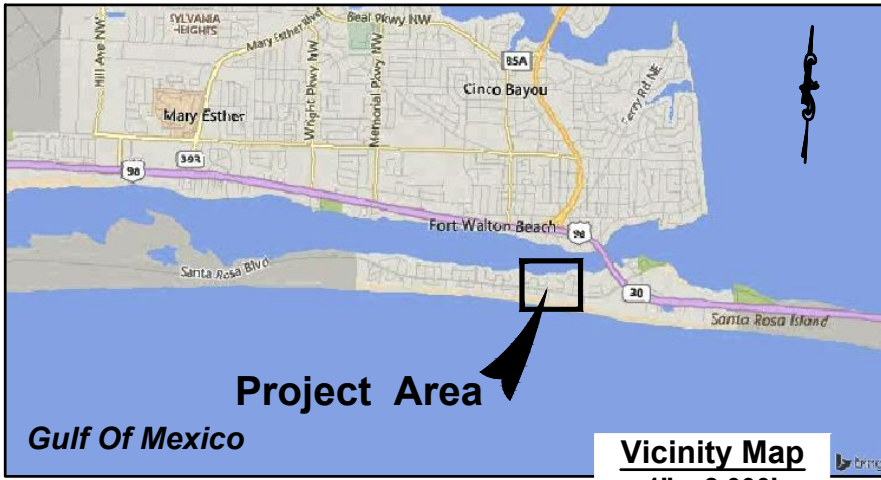 SYLVANIA
HEIGHTS
Hill Ave NW
Mary Esther Blvd
Beal Pkwy NW
Wright Pkwy NW
Memorial Pkwy NW
85A
Cinco Bayou
Ferry Rd NE
Mary Esther
393
98
Fort Walton Beach
98
Santa Rosa Blvd
30
Santa Rosa Island
Project Area
Gulf Of Mexico
Vicinity Map
bing